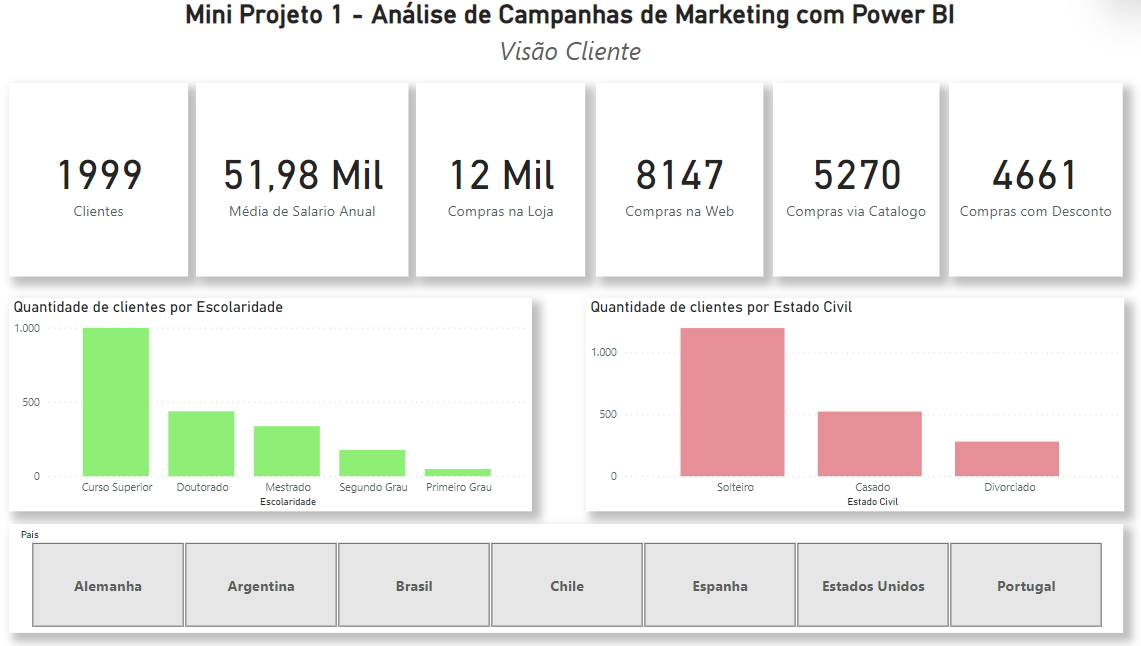 Mini Projeto 1 - Análise de Campanhas de Marketing com Power BI
Visão Cliente
1999
Clientes
51,98 Mil
Média de Salario Anual
12 Mil
Compras na Loja
8147
Compras na Web
5270
Compras via Catalogo
4661
Compras com Desconto
Quantidade de clientes por Escolaridade
1.000
500
0
Curso Superior Doutorado Mestrado Segundo Grau Primeiro Grau
Escolaridade
Quantidade de clientes por Estado Civil
1.000
500
0
Solteiro Casado Divorciado
Estado Civil
Pais
Alemanha Argentina Brasil Chile Espanha Estados Unidos Portugal